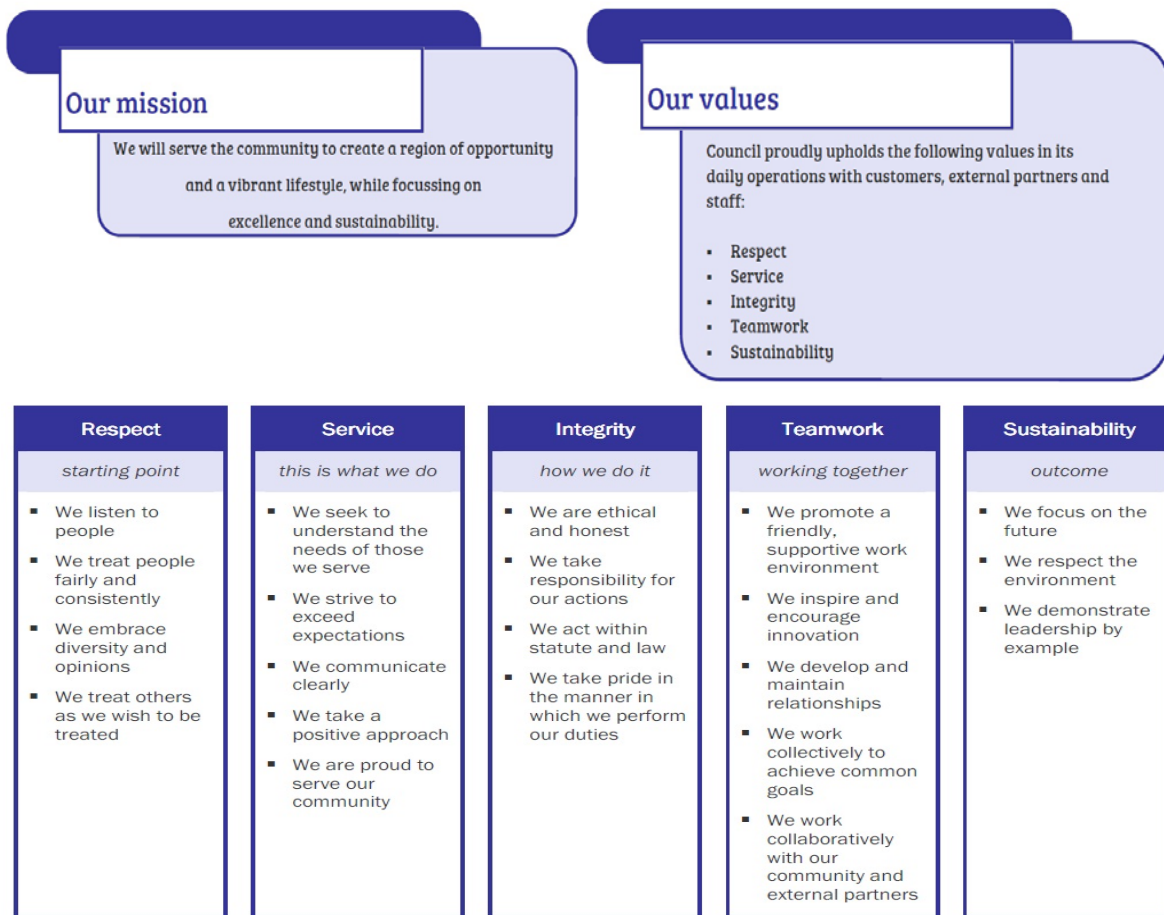 Our mission
We will serve the community to create a region of opportunity
and a vibrant lifestyle, while focussing on
excellence and sustainability.
Our values
Council proudly upholds the following values in its
daily operations with customers, external partners and
staff:
▪ Respect
▪ Service
▪ Integrity
▪ Teamwork
▪ Sustainability
Respect
starting point
▪ We listen to
people
▪ We treat people
fairly and
consistently
▪ We embrace
diversity and
opinions
▪ We treat others
as we wish to be
treated
Service
this is what we do
▪ We seek to
understand the
needs of those
we serve
▪ We strive to
exceed
expectations
▪ We communicate
clearly
▪ We take a
positive approach
▪ We are proud to
serve our
community
Integrity
how we do it
▪ We are ethical
and honest
▪ We take
responsibility for
our actions
▪ We act within
statute and law
▪ We take pride in
the manner in
which we perform
our duties
Teamwork
working together
▪ We promote a
friendly,
supportive work
environment
▪ We inspire and
encourage
innovation
▪ We develop and
maintain
relationships
▪ We work
collectively to
achieve common
goals
▪ We work
collaboratively
with our
community and
external partners
Sustainability
outcome
▪ We focus on the
future
▪ We respect the
environment
▪ We demonstrate
leadership by
example